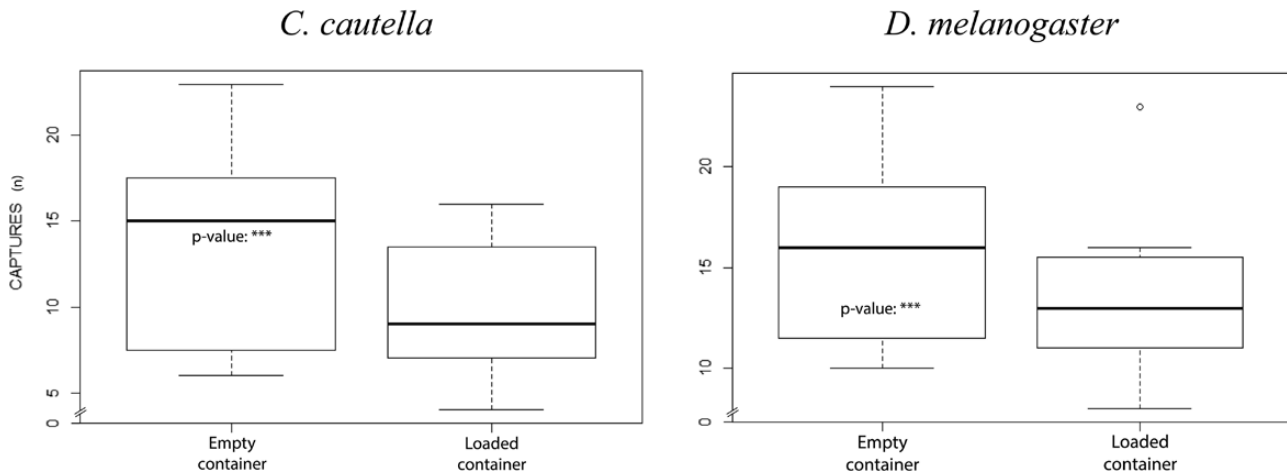 C. cautella
D. melanogaster
CAPTURES (n)
20
15
10
5
0
p-value: ***
Empty
container
Loaded
container
20
15
10
0
p-value: ***
Empty
container
Loaded
container